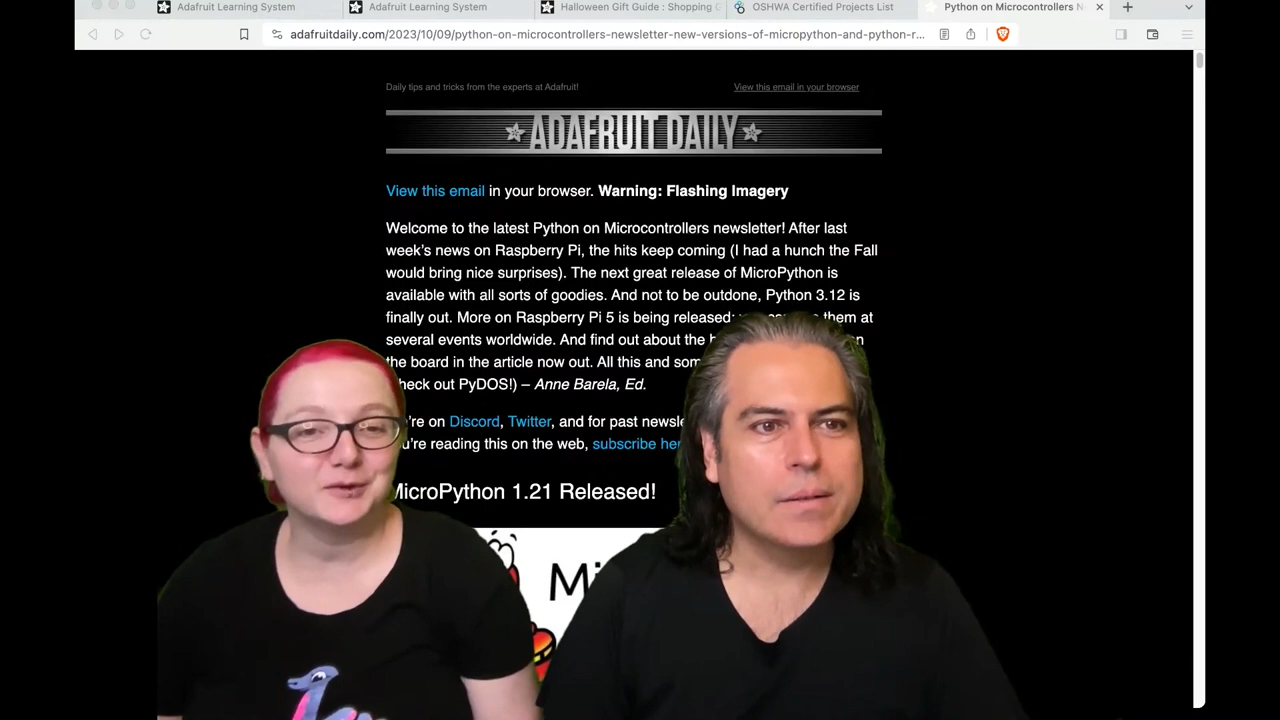 Adafruit Learning System
Adafruit Learning System
Halloween Gift Guide : Shopping G
OSHWA Certified Projects List
Python on Microcontrollers N
adafruitdaily.com/2023/10/09/python-on-microcontrollers-newsletter-new-versions-of-micropython-and-python-r...
Daily tips and tricks from the experts at Adafruit!
View this email in your browser
ADAFRUIT DAILY
View this email in your browser. Warning: Flashing Imagery
Welcome to the latest Python on Microcontrollers newsletter! After last
week's news on Raspberry Pi, the hits keep coming (I had a hunch the Fall
would bring nice surprises). The next great release of MicroPython is
available with all sorts of goodies. And not to be outdone, Python 3.12 is
finally out. More on Raspberry Pi 5 is being released: them at
several events worldwide. And find out about the
the board in the article now out. All this and som
check out PyDOS!) – Anne Barela, Ed.
're on Discord, Twitter, and for past newsle
ou're reading this on the web, subscribe her
MicroPython 1.21 Released!
Mi